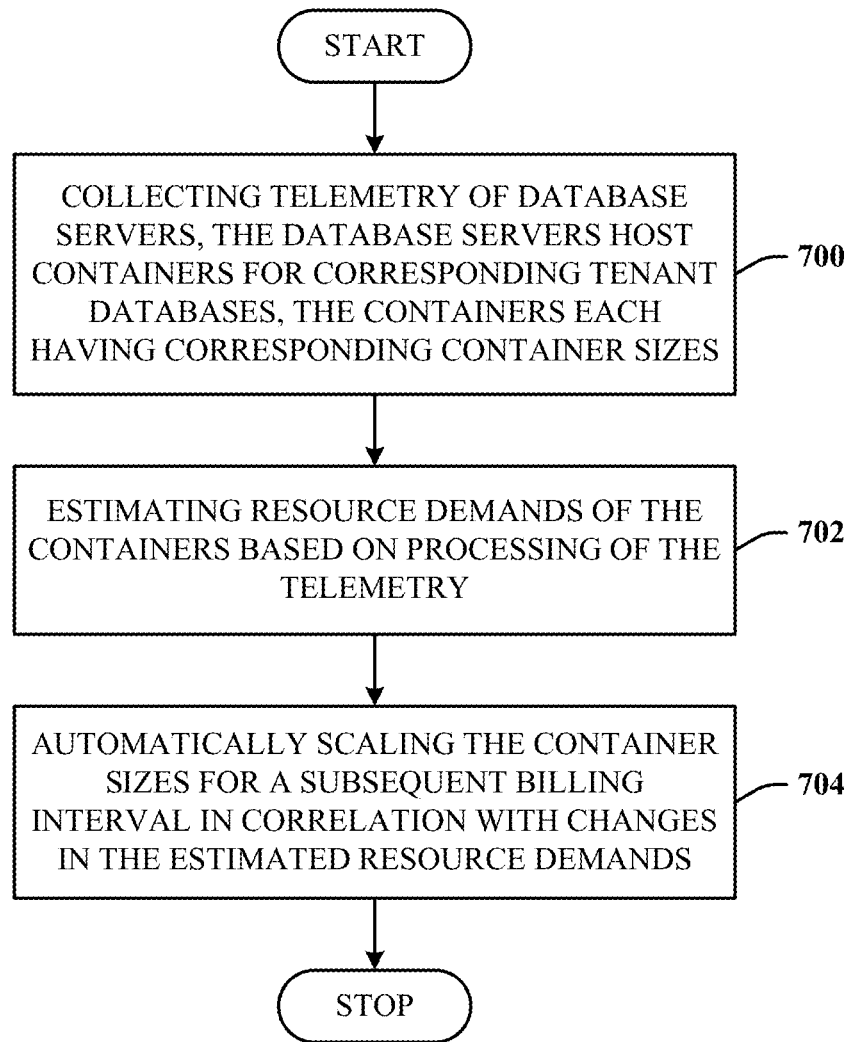 START
COLLECTING TELEMETRY OF DATABASE
SERVERS, THE DATABASE SERVERS HOST
CONTAINERS FOR CORRESPONDING TENANT
DATABASES, THE CONTAINERS EACH
HAVING CORRESPONDING CONTAINER SIZES
700
ESTIMATING RESOURCE DEMANDS OF THE
CONTAINERS BASED ON PROCESSING OF THE
TELEMETRY
702
AUTOMATICALLY SCALING THE CONTAINER
SIZES FOR A SUBSEQUENT BILLING
INTERVAL IN CORRELATION WITH CHANGES
IN THE ESTIMATED RESOURCE DEMANDS
704
STOP